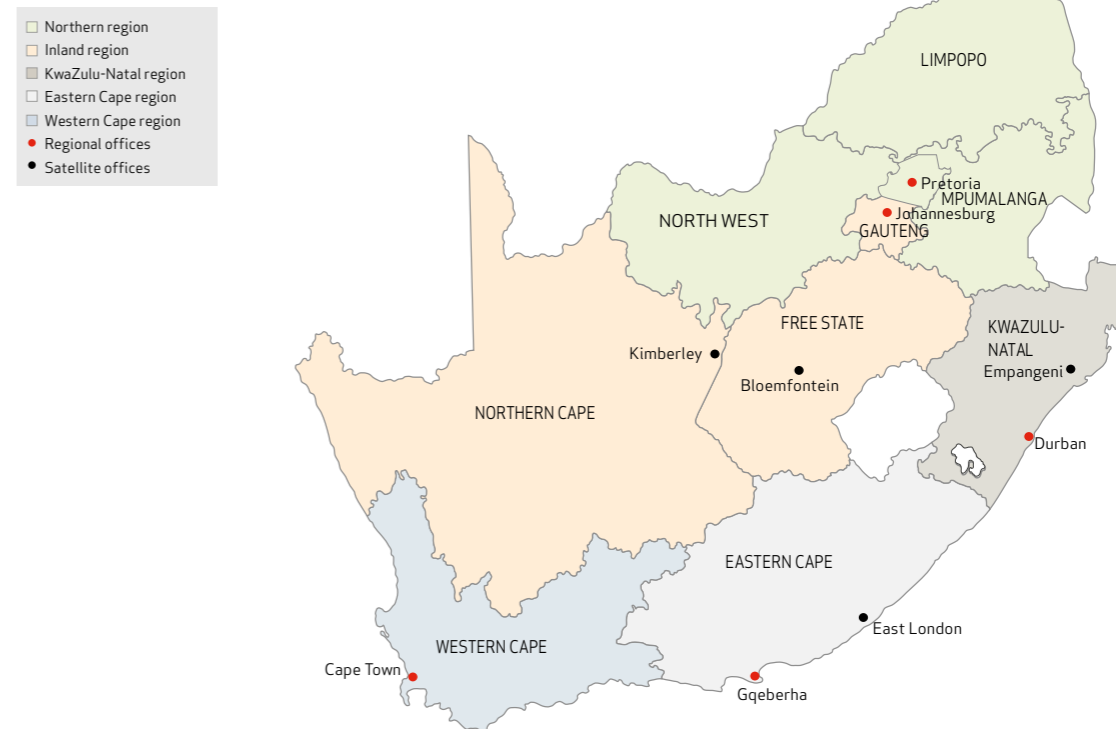 Northern region
Inland region
KwaZulu-Natal region
Eastern Cape region
Western Cape region
Regional offices
Satellite offices
LIMPOPO
Pretoria
MPUMALANGA
Johannesburg
GAUTENG
NORTH WEST
FREE STATE
KWAZULU-
NATAL
Empangeni
Kimberley
Bloemfontein
NORTHERN CAPE
Durban
EASTERN CAPE
East London
WESTERN CAPE
Cape Town
Gqeberha